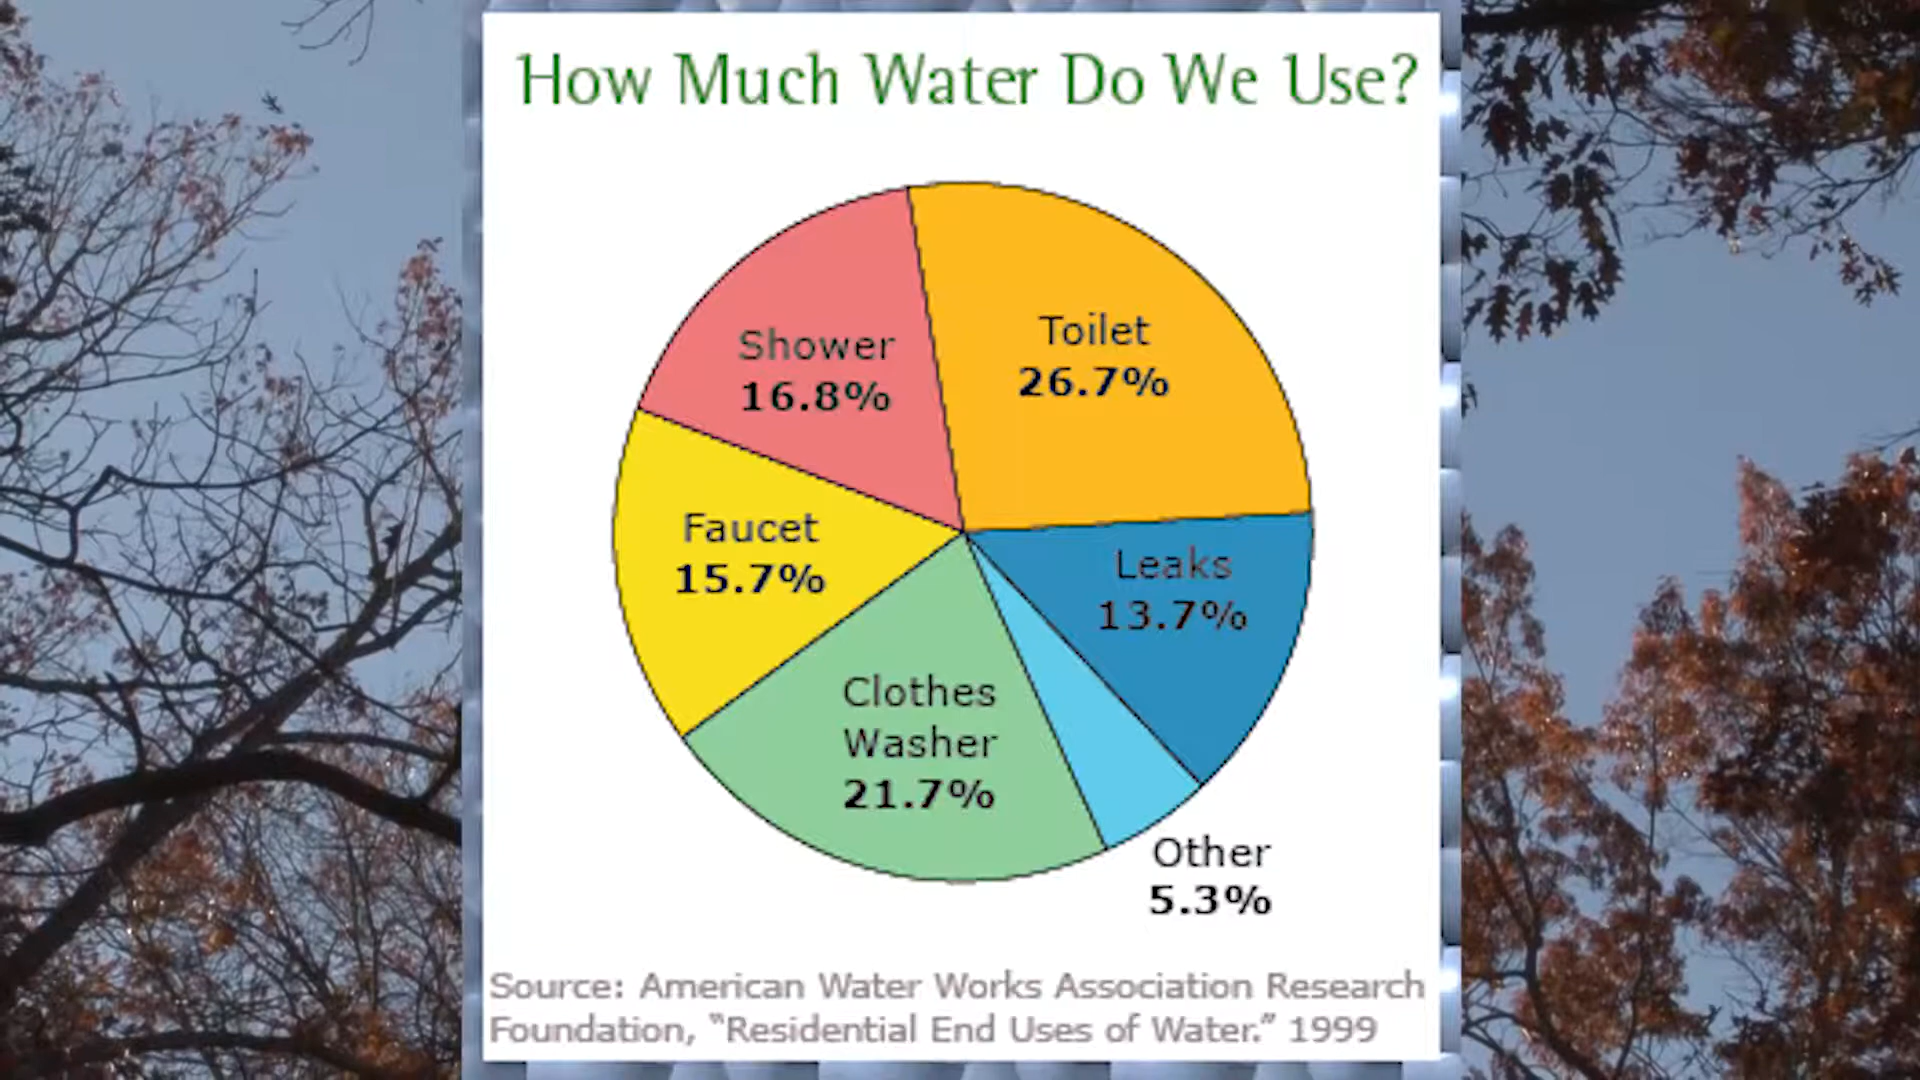 How Much Water Do We Use?
Shower
16.8%
Toilet
26.7%
Faucet
15.7%
Leaks
13.7%
Clothes
Washer
21.7%
Other
5.3%
Source: American Water Works Association Research
Foundation, “Residential End Uses of Water.” 1999